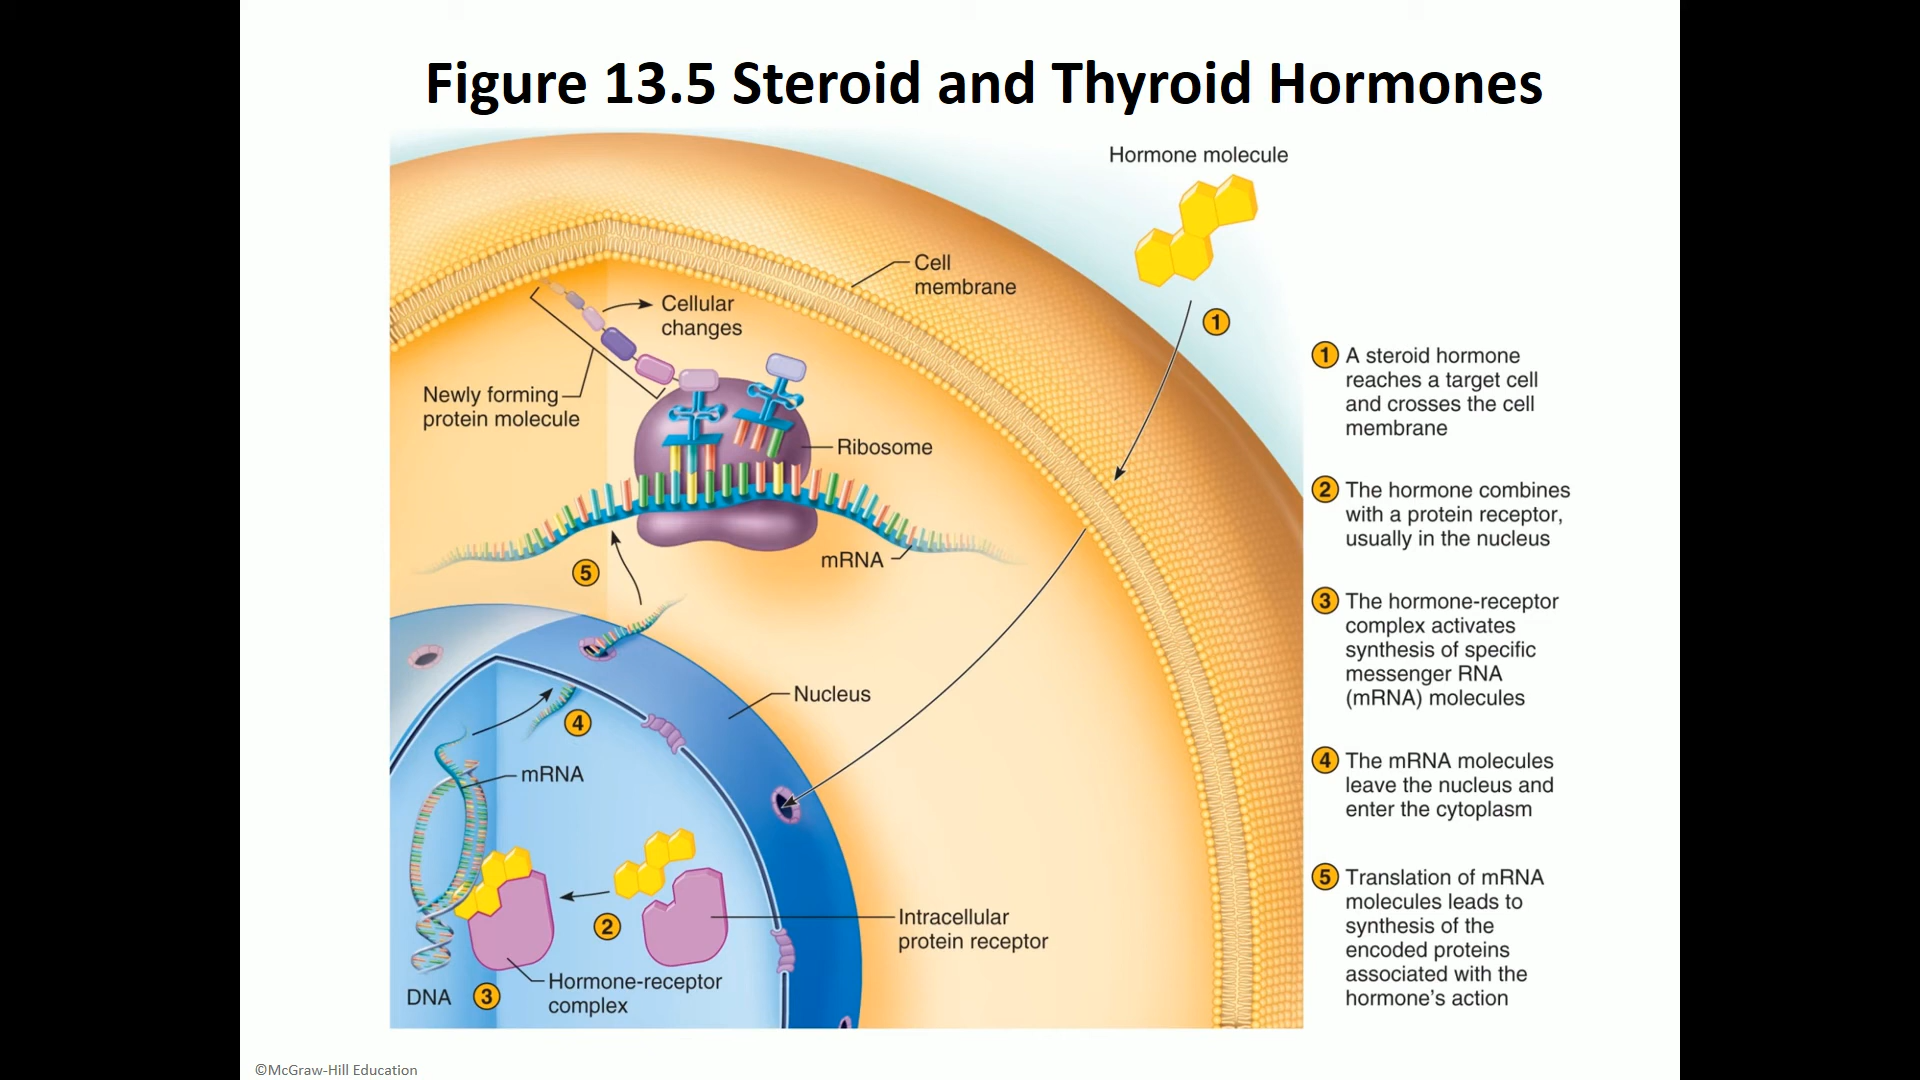 Figure 13.5 Steroid and Thyroid Hormones
Hormone molecule
Cell
membrane
Cellular
changes
1
Newly forming
protein molecule
Ribosome
mRNA
5
Nucleus
4
mRNA
2
Intracellular
protein receptor
Hormone-receptor
complex
DNA
3
1 A steroid hormone
reaches a target cell
and crosses the cell
membrane
2 The hormone combines
with a protein receptor,
usually in the nucleus
3 The hormone-receptor
complex activates
synthesis of specific
messenger RNA
(mRNA) molecules
4 The mRNA molecules
leave the nucleus and
enter the cytoplasm
5 Translation of mRNA
molecules leads to
synthesis of the
encoded proteins
associated with the
hormone's action
©McGraw-Hill Education